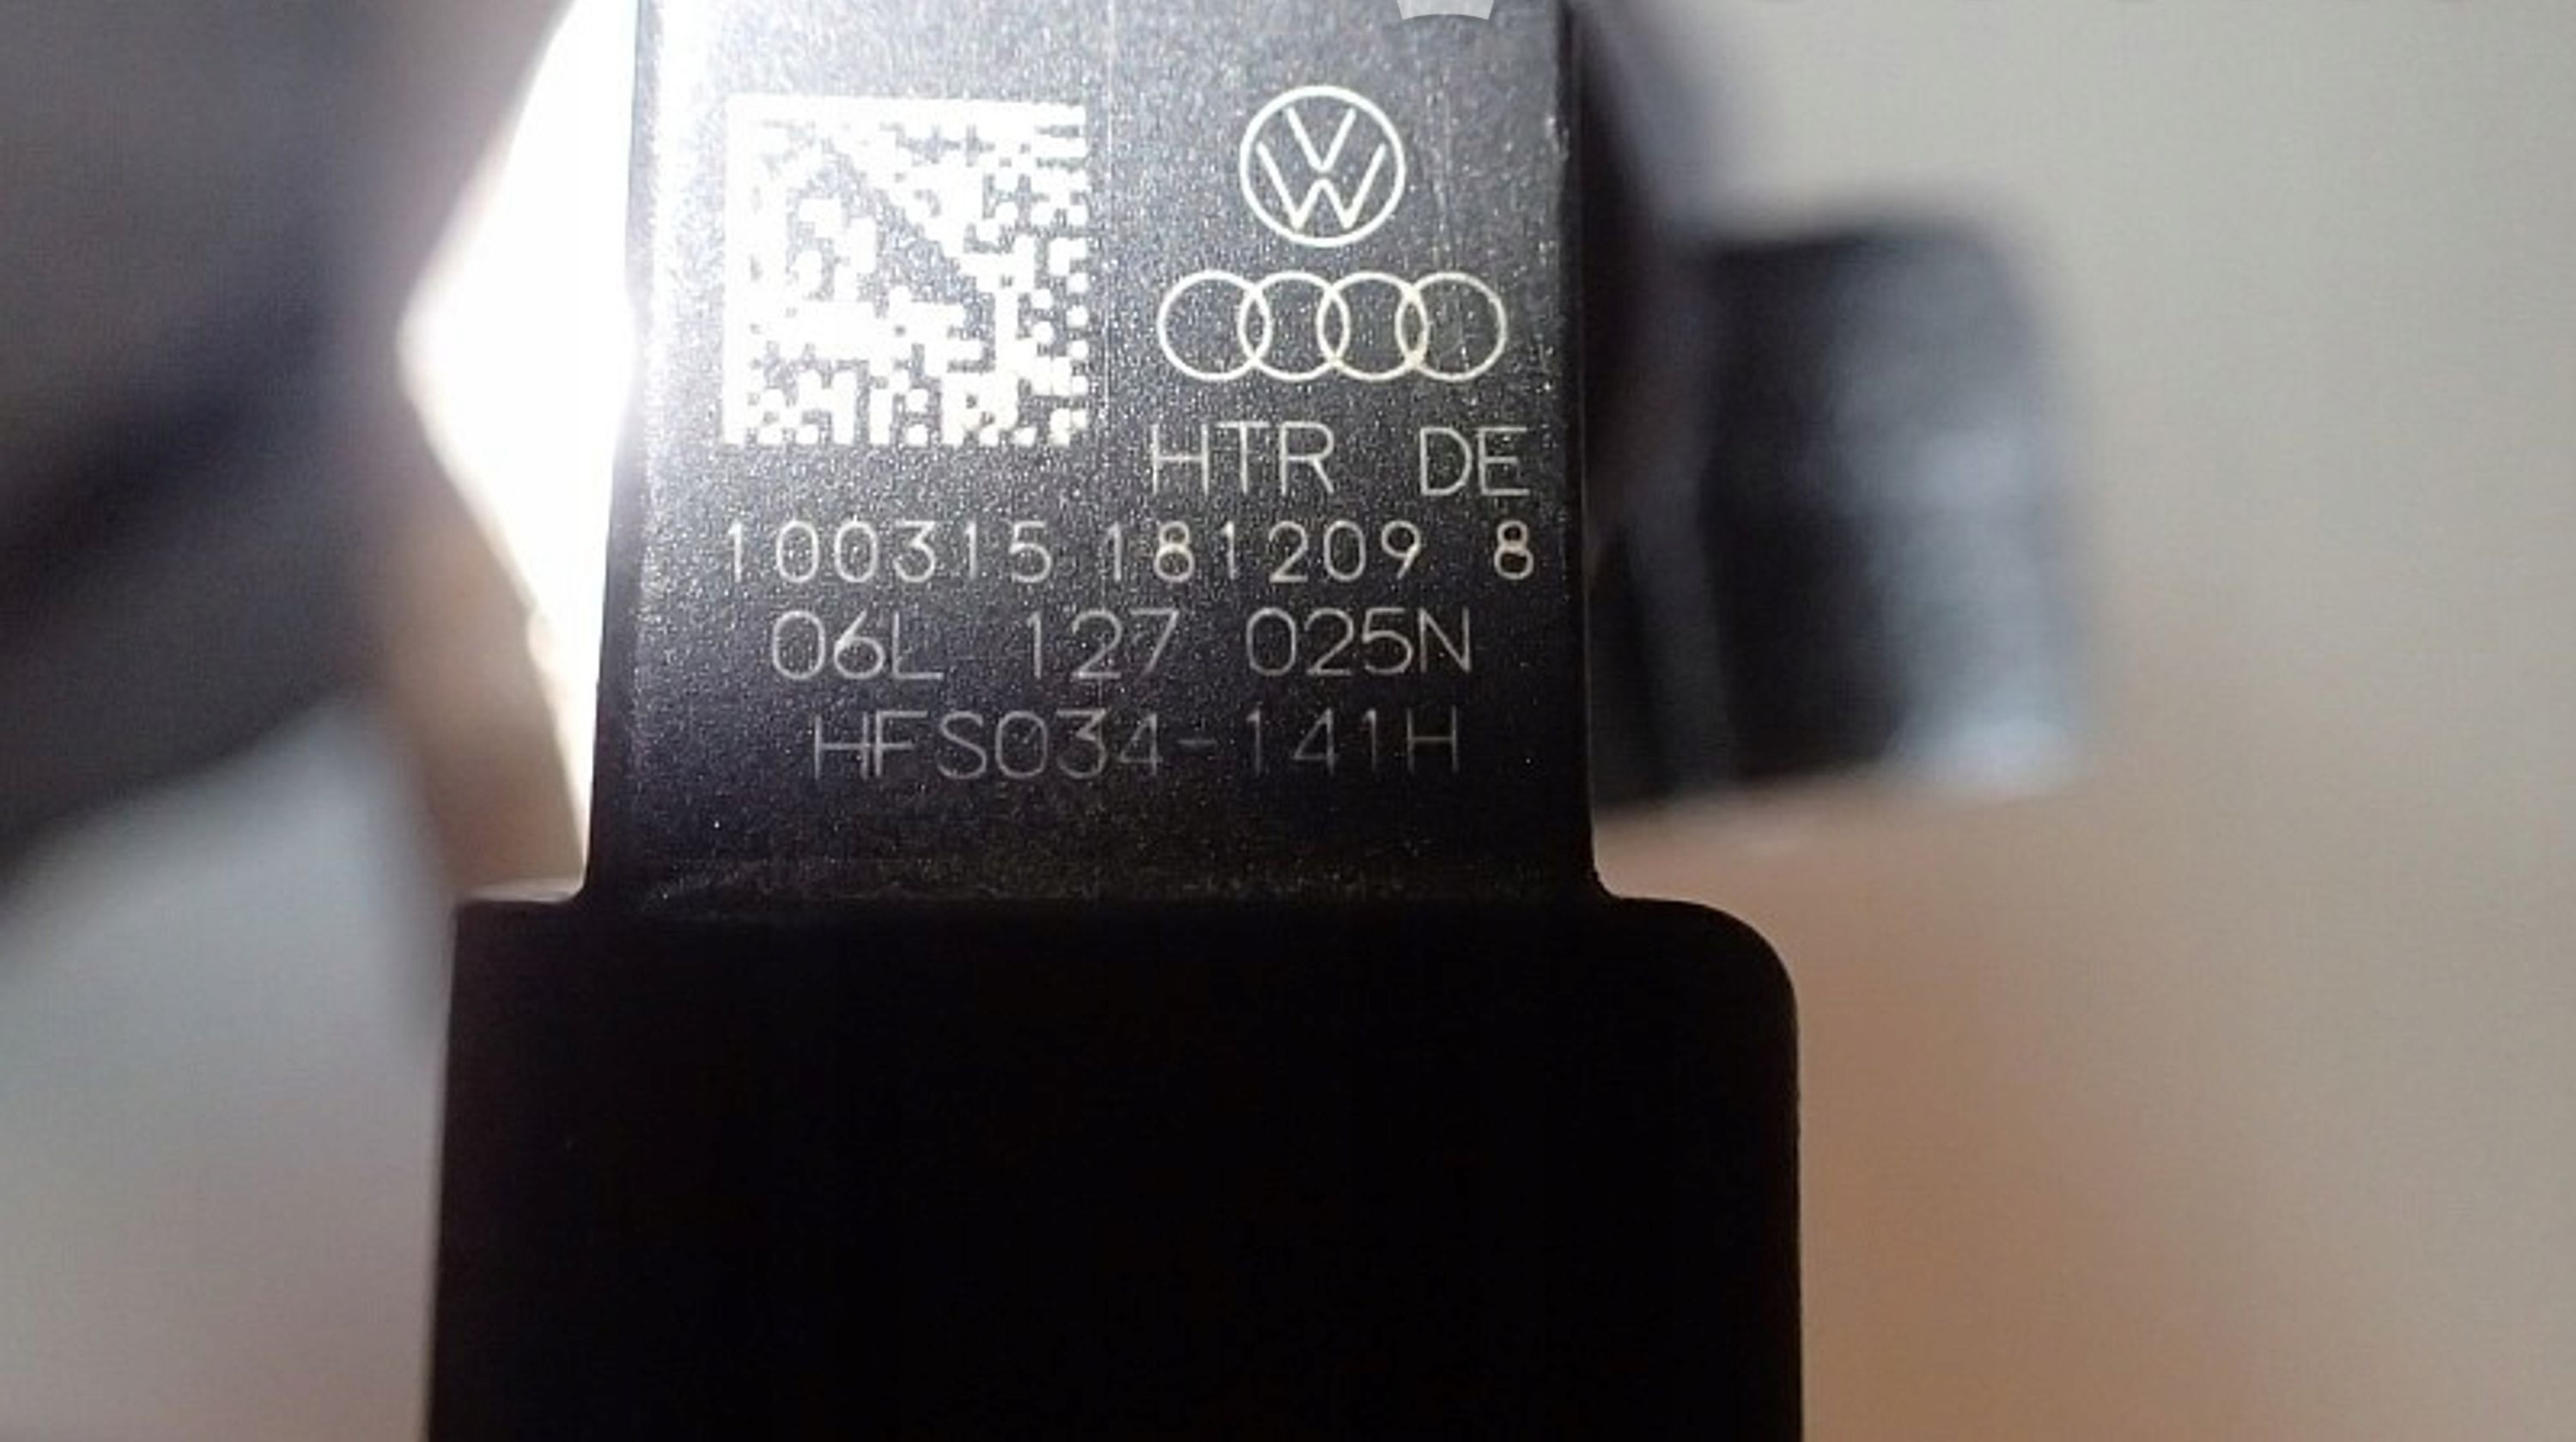 HTR DE
100315 181209 8
06L 127 025N
HFS034-141H